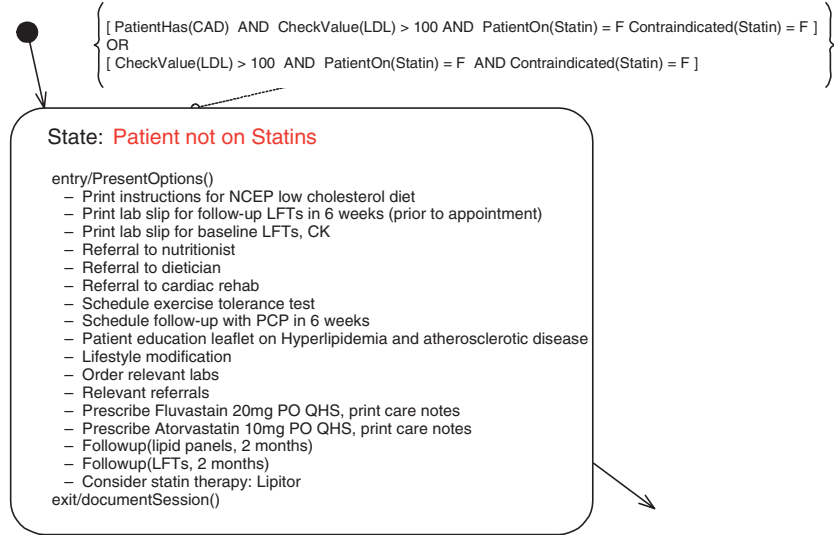 [ PatientHas(CAD) AND CheckValue(LDL) > 100 AND PatientOn(Statin) = F Contraindicated(Statin) = F ]
OR
[ CheckValue(LDL) > 100 AND PatientOn(Statin) = F AND Contraindicated(Statin) = F ]
State: Patient not on Statins
entry/PresentOptions()
– Print instructions for NCEP low cholesterol diet
– Print lab slip for follow-up LFTs in 6 weeks (prior to appointment)
– Print lab slip for baseline LFTs, CK
– Referral to nutritionist
– Referral to dietician
– Referral to cardiac rehab
– Schedule exercise tolerance test
– Schedule follow-up with PCP in 6 weeks
– Patient education leaflet on Hyperlipidemia and atherosclerotic disease
– Lifestyle modification
– Order relevant labs
– Relevant referrals
– Prescribe Fluvastain 20mg PO QHS, print care notes
– Prescribe Atorvastatin 10mg PO QHS, print care notes
– Followup(lipid panels, 2 months)
– Followup(LFTs, 2 months)
– Consider statin therapy: Lipitor
exit/documentSession()